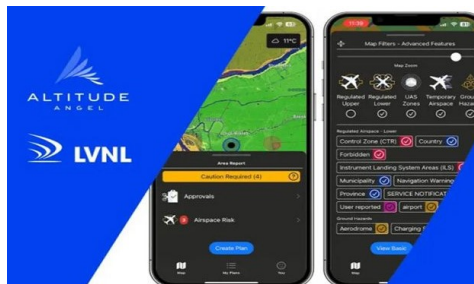 ALTITUDE
ANGEL
LVNL
11°C
Area Report
Caution Required (4)
Approvals
Airspace Risk
Create Plan
Map
My Plans
You
11:39
Map Filters - Advanced Features
Map Zoom
Regulated Upper
Regulated Lower
UAS Zones
Temporary Airspace
Regulated Airspace - Lower
Control Zone (CTR)
Country
Forbidden
Instrument Landing System Areas (ILS)
Municipality
Navigation Warning
Province
SERVICE NOTIFICAT
User reported
airport
Ground Hazards
Aerodrome
Charging S
View Basic
Map